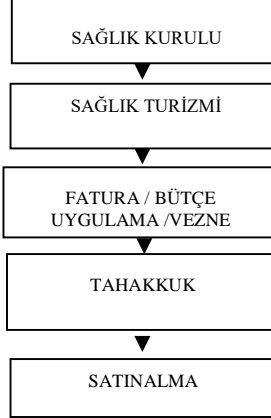 SAĞLIK KURULU
SAĞLIK TURİZMİ
FATURA / BÜTÇE
UYGULAMA /VEZNE
TAHAKKUK
SATINALMA